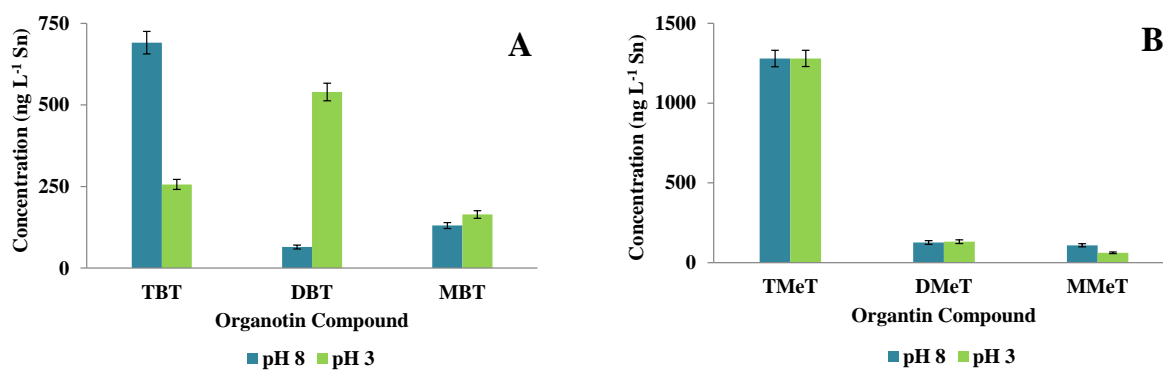 A
Concentration (ng L⁻¹ Sn)
750
500
250
0
TBT DBT MBT
Organotin Compound
pH 8 pH 3
B
Concentration (ng L⁻¹ Sn)
1500
1000
500
0
TMeT DMeT MMeT
Organtin Compound
pH 8 pH 3